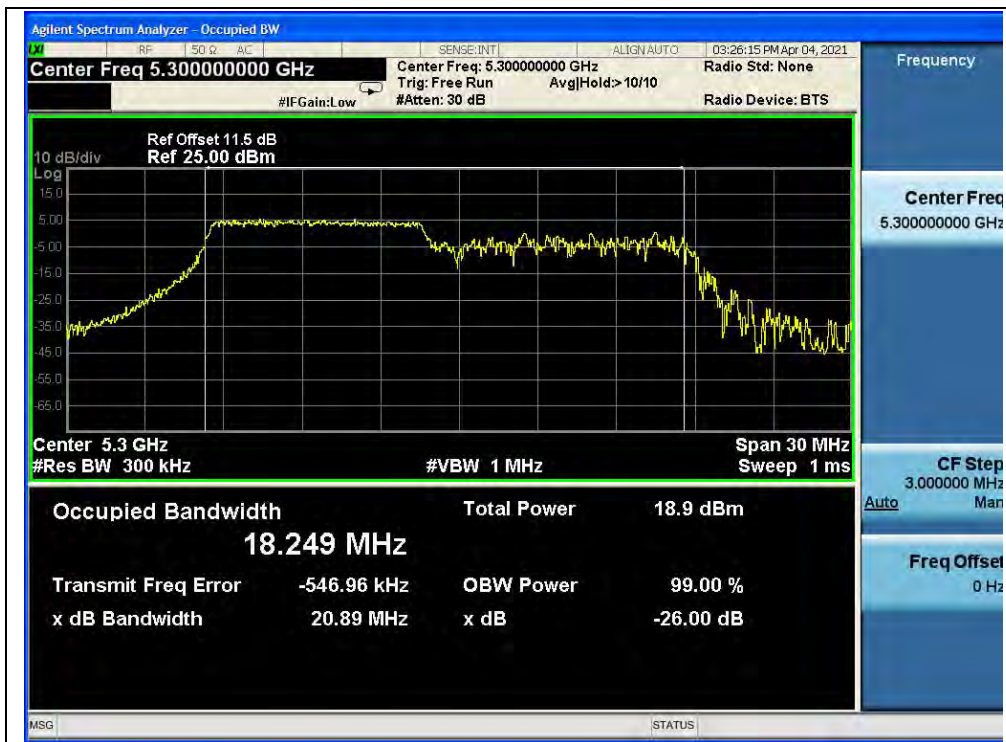 Agilent Spectrum Analyzer - Occupied BW
LXI RF 50 Ω AC SENSE:INT ALIGN AUTO 03:26:15 PM Apr 04, 2021
Center Freq 5.300000000 GHz Center Freq: 5.300000000 GHz Radio Std: None
Trig: Free Run Avg|Hold:>10/10
#IFGain:Low #Atten: 30 dB Radio Device: BTS
Ref Offset 11.5 dB
10 dB/div Ref 25.00 dBm
Log
15.0
5.00
-5.00
-15.0
-25.0
-35.0
-45.0
-55.0
-65.0
Center 5.3 GHz Span 30 MHz
#Res BW 300 kHz #VBW 1 MHz Sweep 1 ms
Occupied Bandwidth Total Power 18.9 dBm
18.249 MHz
Transmit Freq Error -546.96 kHz OBW Power 99.00 %
x dB Bandwidth 20.89 MHz x dB -26.00 dB
MSG STATUS
Frequency
Center Freq
5.300000000 GHz
CF Step
3.000000 MHz
Auto Man
Freq Offset
0 Hz